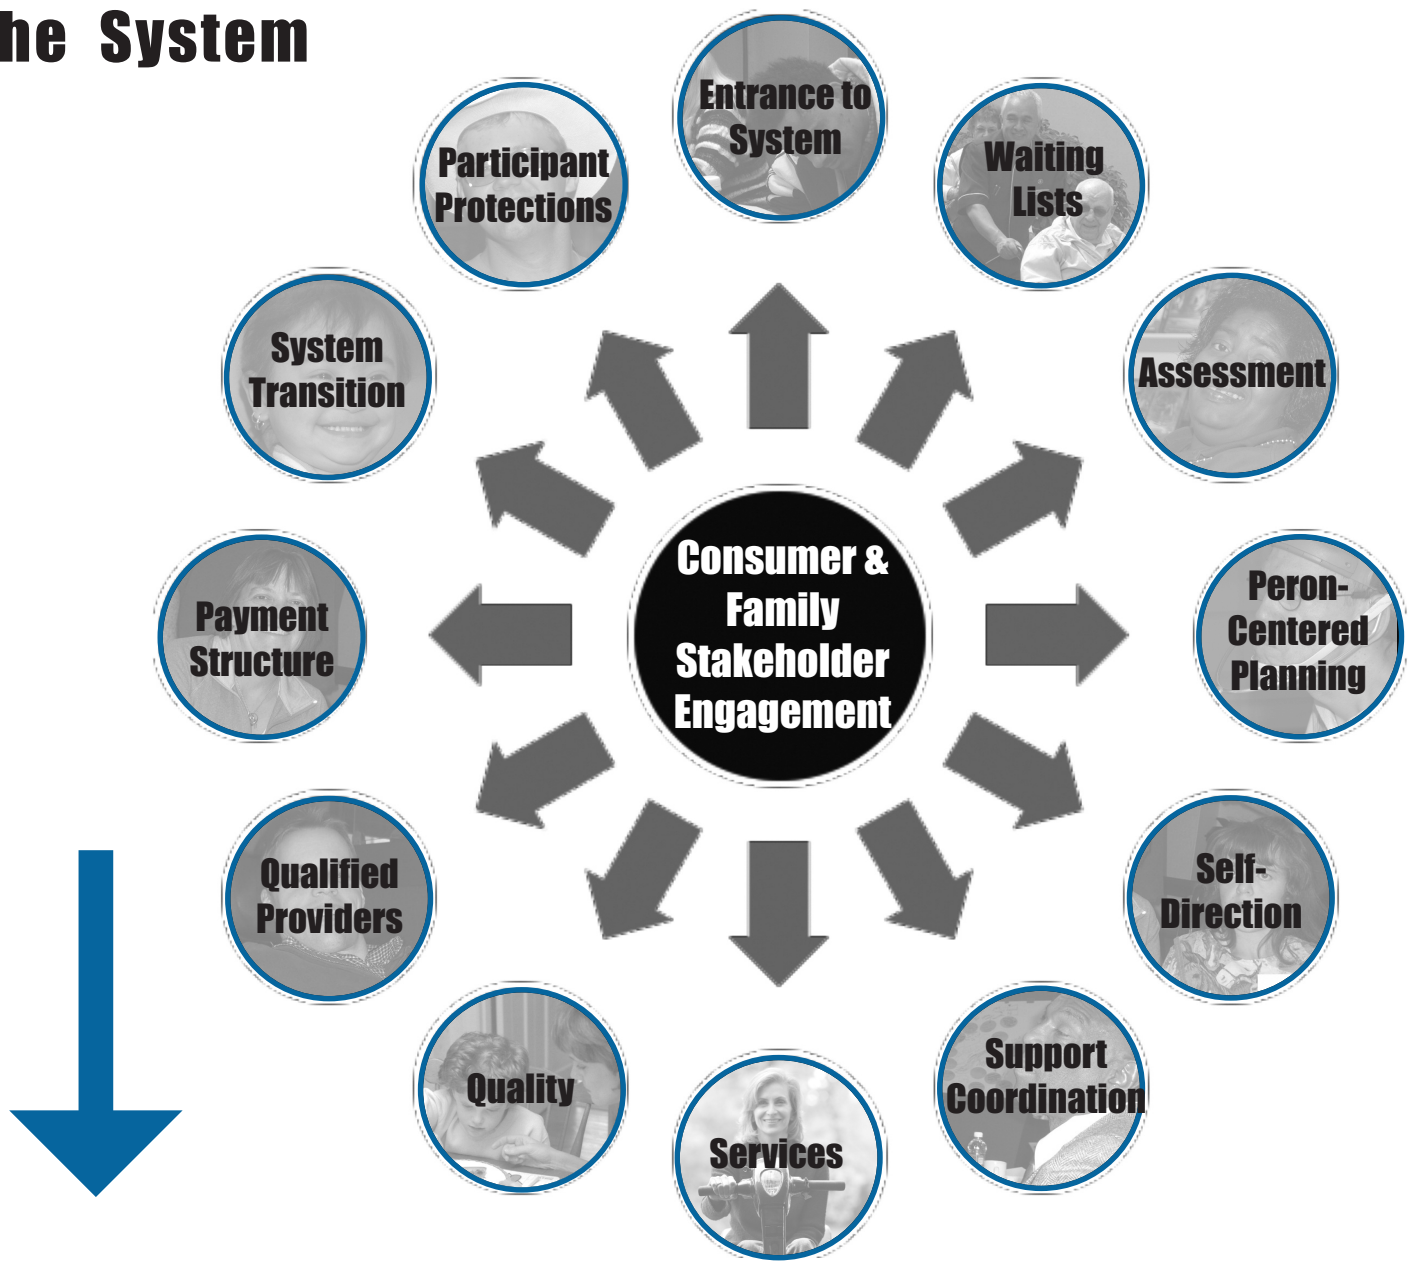 he System
Entrance to
System
Waiting
Lists
Assessment
Peron-
Centered
Planning
Self-
Direction
Support
Coordination
Services
Quality
Qualified
Providers
Payment
Structure
System
Transition
Participant
Protections
Consumer &
Family
Stakeholder
Engagement